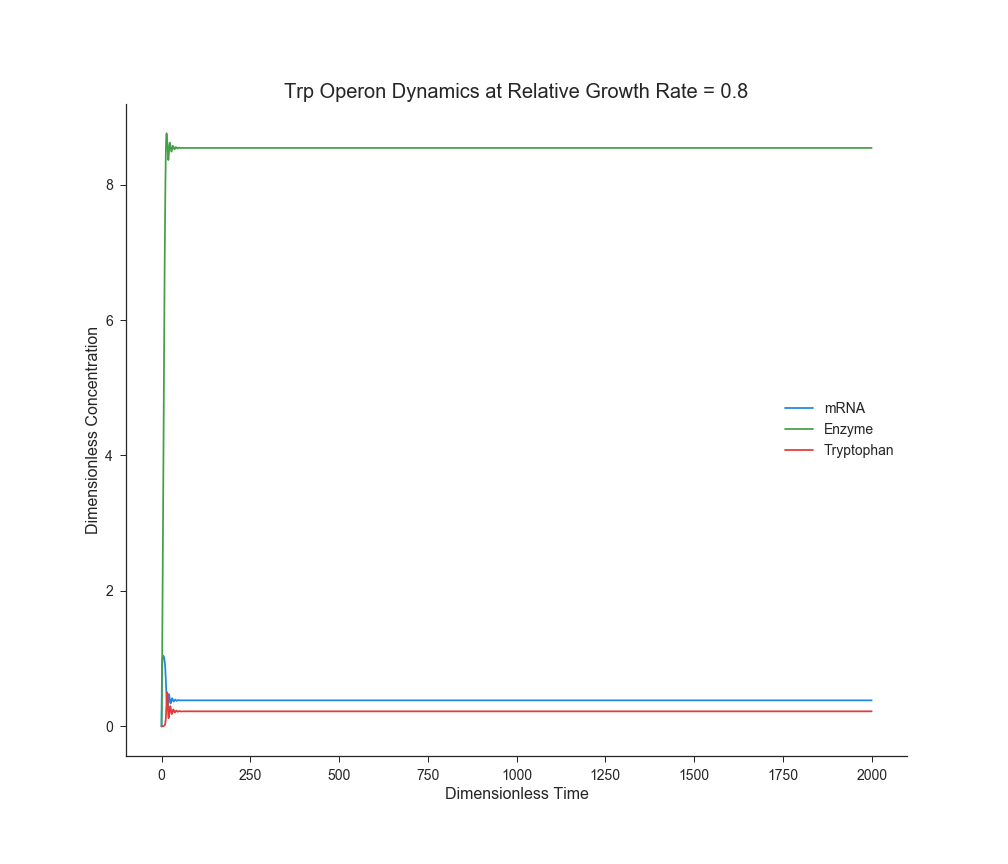 Trp Operon Dynamics at Relative Growth Rate = 0.8
Dimensionless Concentration
8
6
4
2
0
mRNA
Enzyme
Tryptophan
0 250 500 750 1000 1250 1500 1750 2000
Dimensionless Time